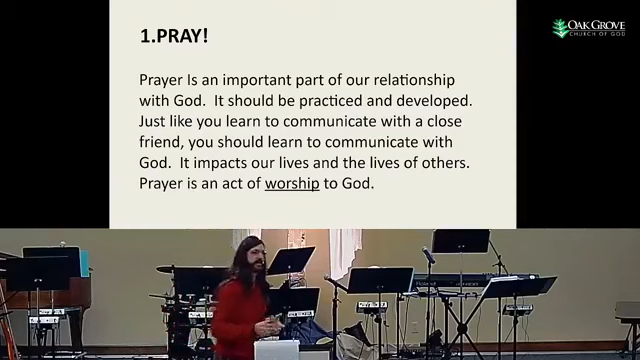 1.PRAY!
OAK GROVE
CHURCH OF GOD
Prayer Is an important part of our relationship
with God.  It should be practiced and developed.
Just like you learn to communicate with a close
friend, you should learn to communicate with
God.  It impacts our lives and the lives of others.
Prayer is an act of worship to God.
Roland